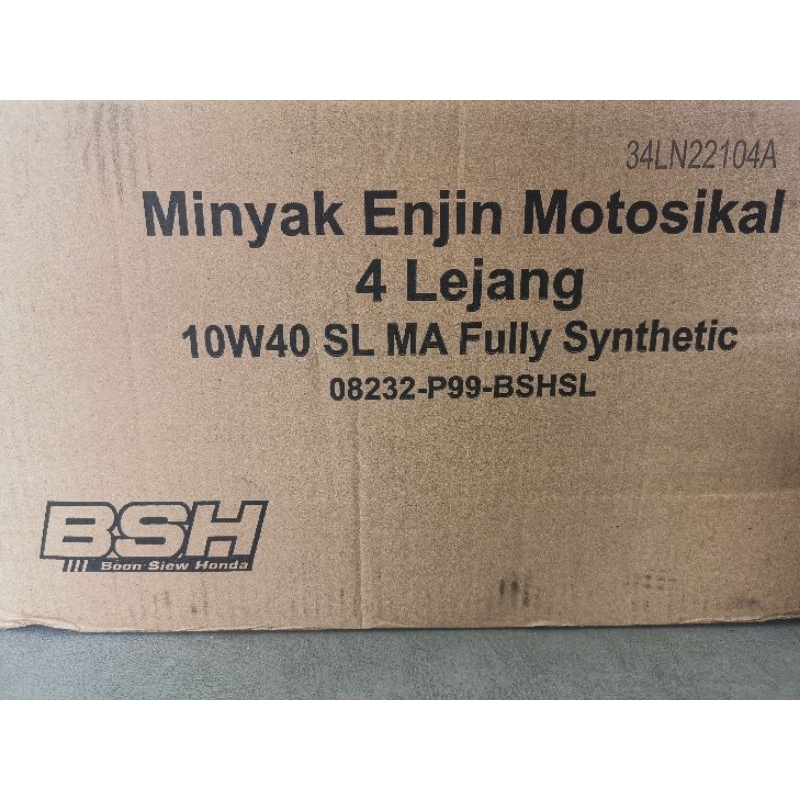 34LN22104A
Minyak Enjin Motosikal
4 Lejang
10W40 SL MA Fully Synthetic
08232-P99-BSHSL
BSH
Boon Siew Honda